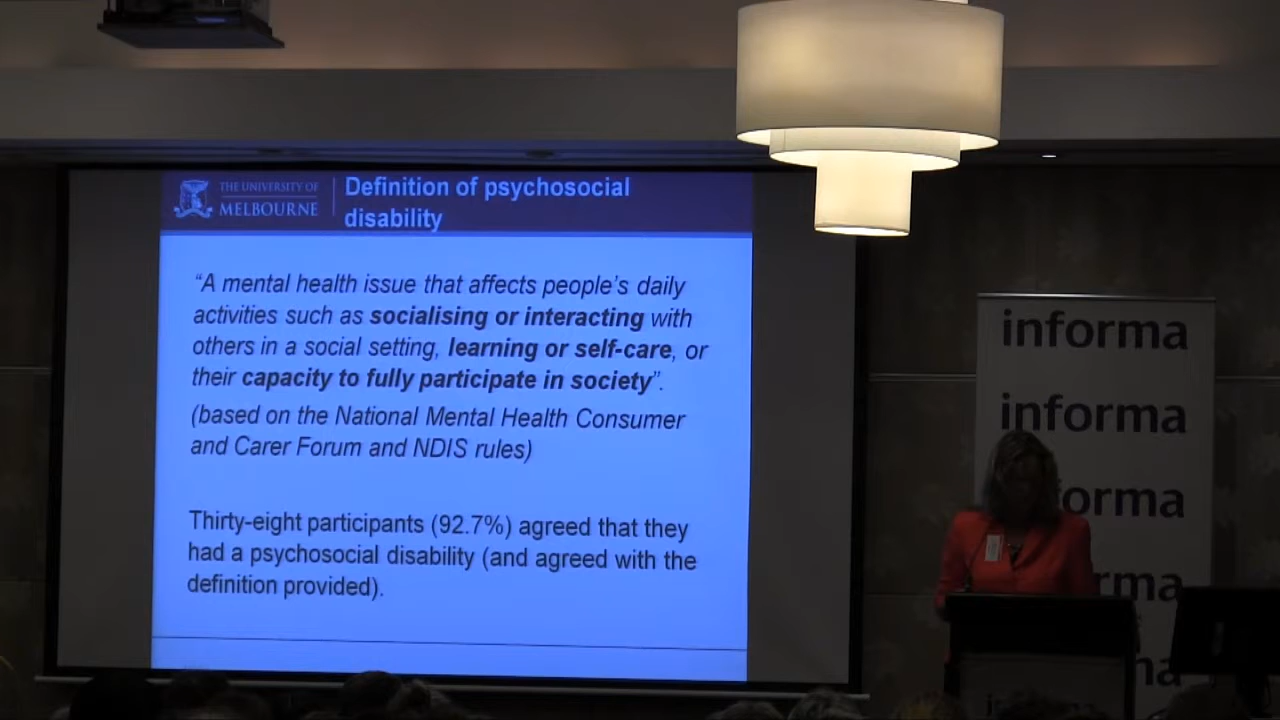 THE UNIVERSITY OF
MELBOURNE
Definition of psychosocial
disability
“A mental health issue that affects people’s daily
activities such as socialising or interacting with
others in a social setting, learning or self-care, or
their capacity to fully participate in society”.
(based on the National Mental Health Consumer
and Carer Forum and NDIS rules)
Thirty-eight participants (92.7%) agreed that they
had a psychosocial disability (and agreed with the
definition provided).
informa
informa
forma
rma
ma